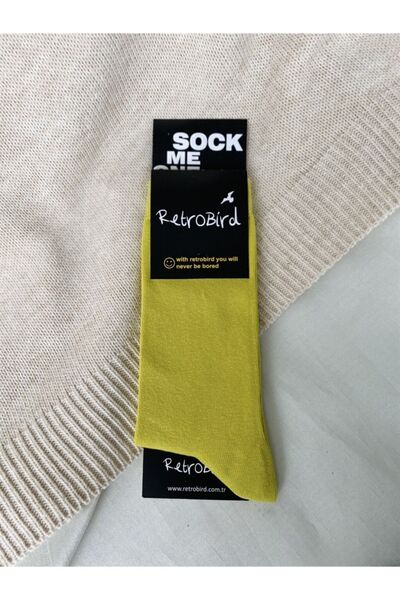 SOCK
ME
RetroBird
with retrobird you will
never be bored
RetroBird
www.retrobird.com.tr